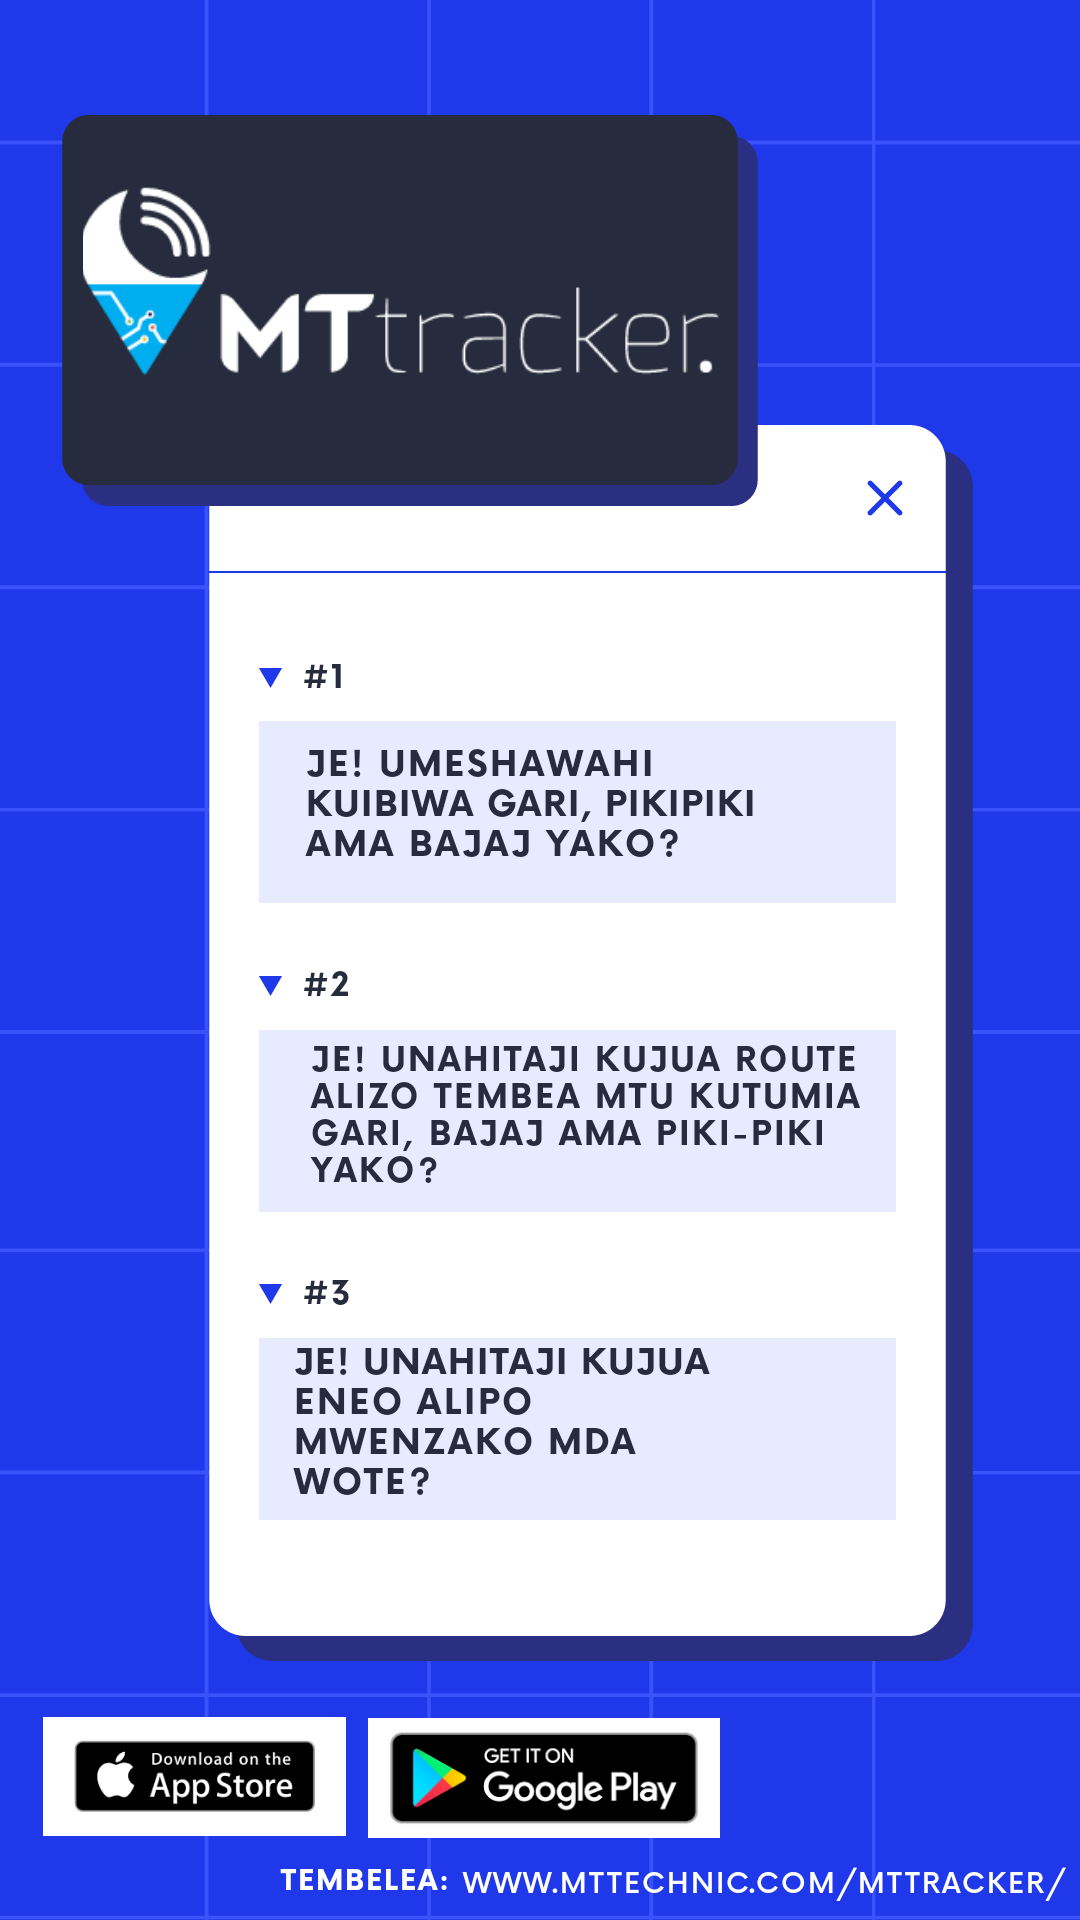 MTtracker.
#1
JE! UMESHAWAHI
KUIBIWA GARI, PIKIPIKI
AMA BAJAJ YAKO?
#2
JE! UNAHITAJI KUJUA ROUTE
ALIZO TEMBEA MTU KUTUMIA
GARI, BAJAJ AMA PIKI-PIKI
YAKO?
#3
JE! UNAHITAJI KUJUA
ENEO ALIPO
MWENZAKO MDA
WOTE?
Download on the
App Store
GET IT ON
Google Play
TEMBELEA: WWW.MTTECHNIC.COM/MTTRACKER/